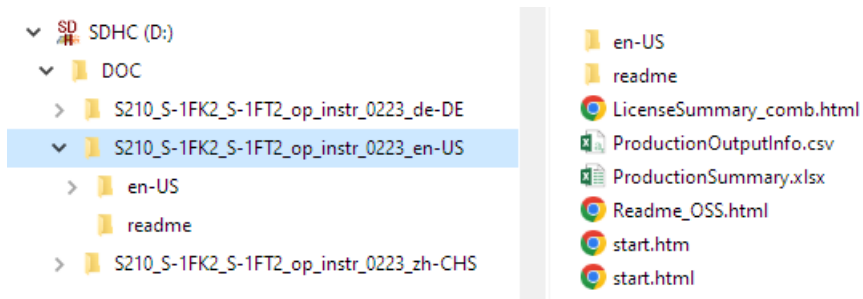 SDHC (D:)
DOC
S210_S-1FK2_S-1FT2_op_instr_0223_de-DE
S210_S-1FK2_S-1FT2_op_instr_0223_en-US
en-US
readme
S210_S-1FK2_S-1FT2_op_instr_0223_zh-CHS
en-US
readme
LicenseSummary_comb.html
ProductionOutputInfo.csv
ProductionSummary.xlsx
Readme_OSS.html
start.htm
start.html